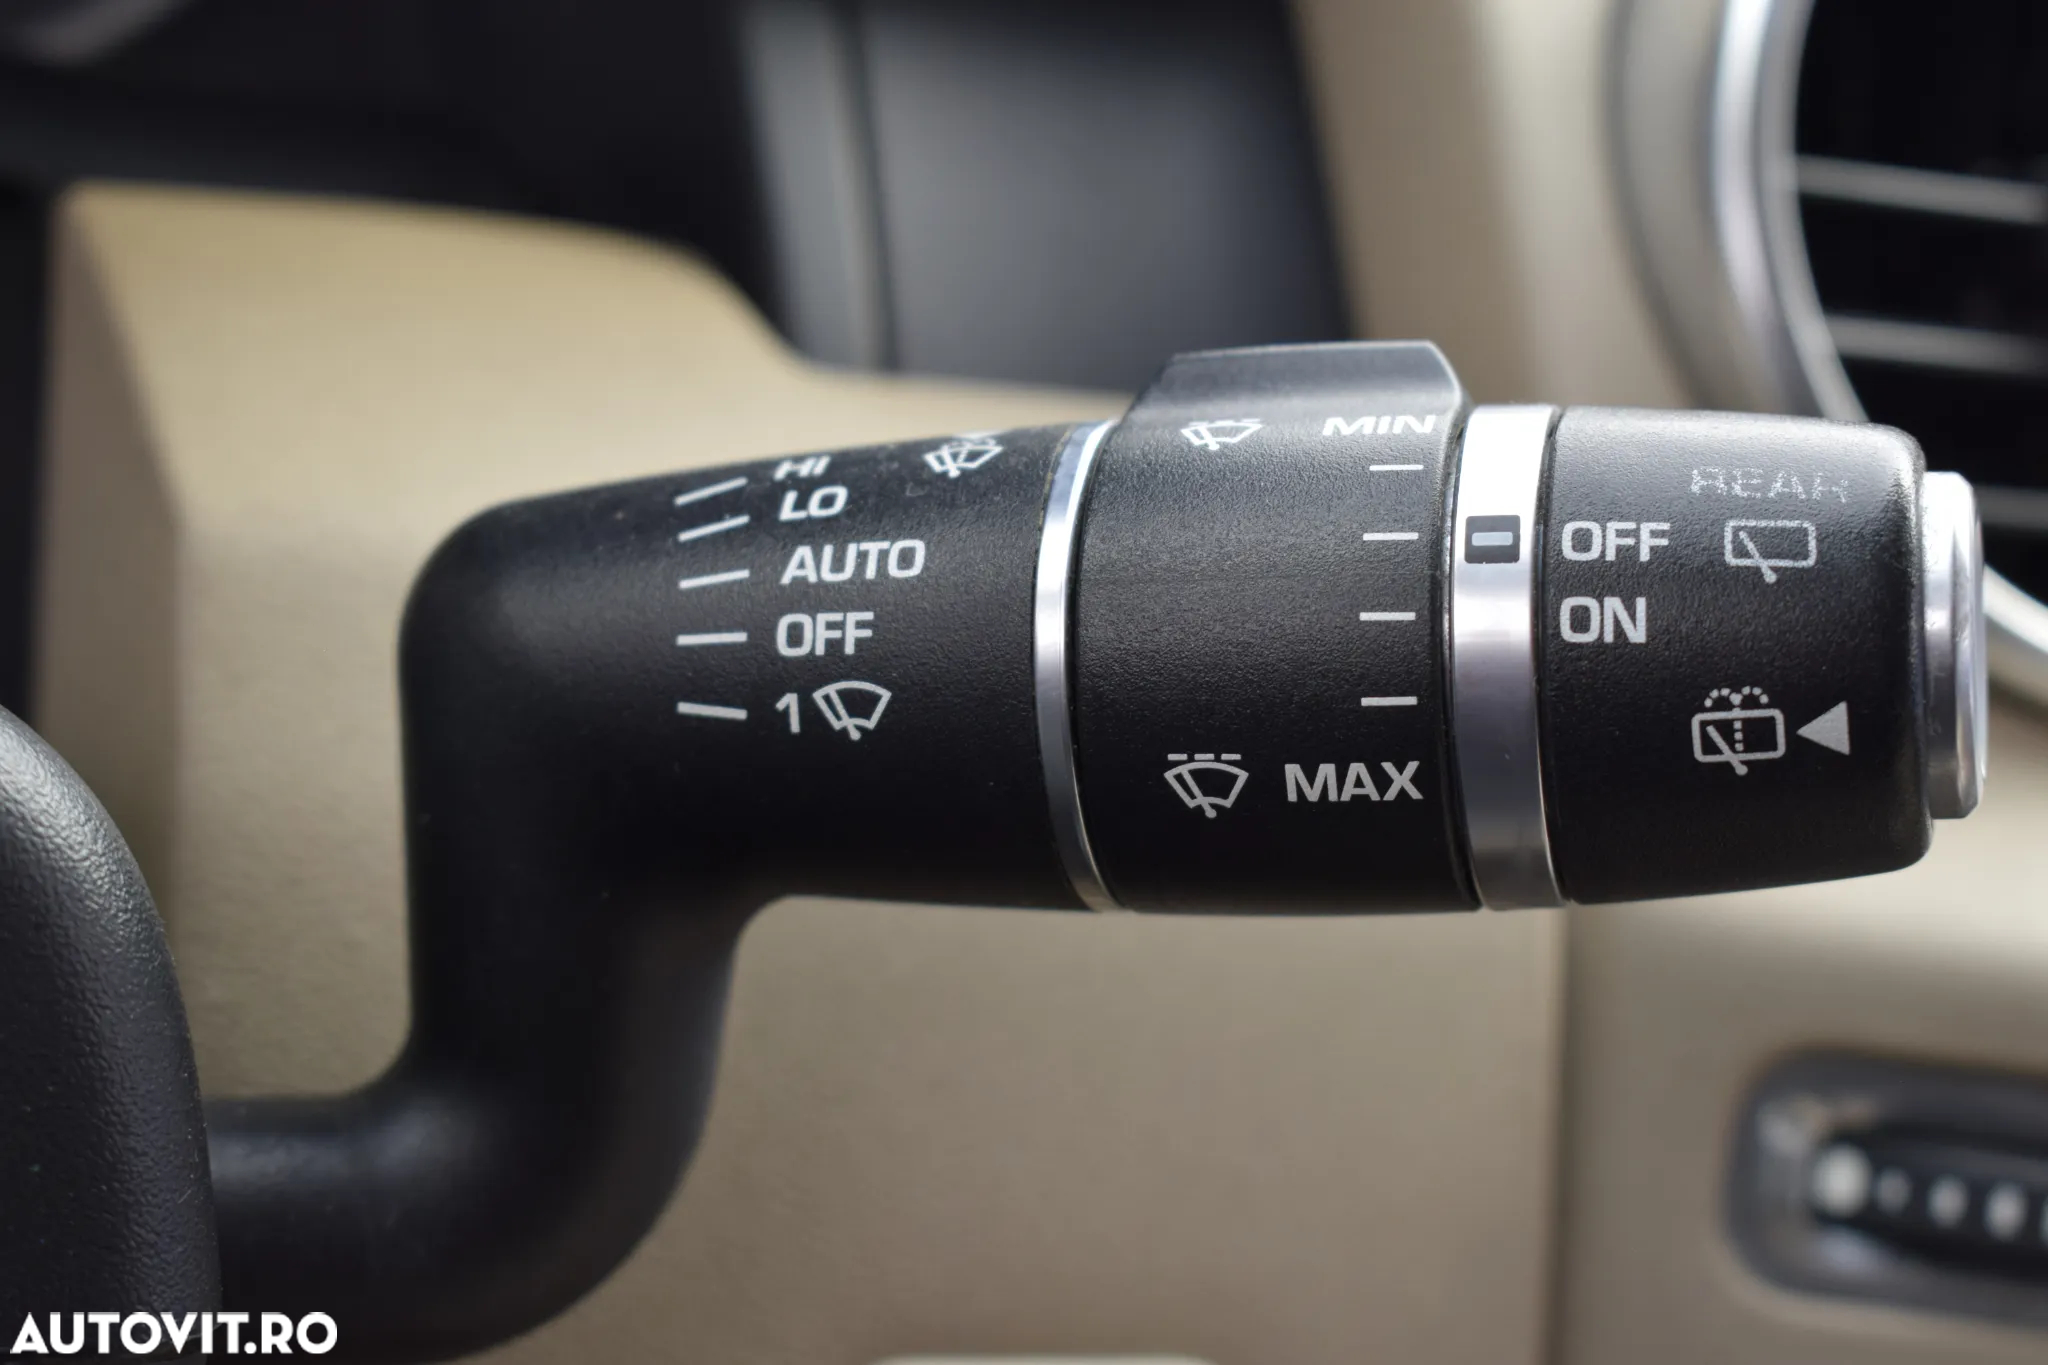 HI
LO
AUTO
OFF
1
MIN
MAX
REAR
OFF
ON
AUTOVIT.RO